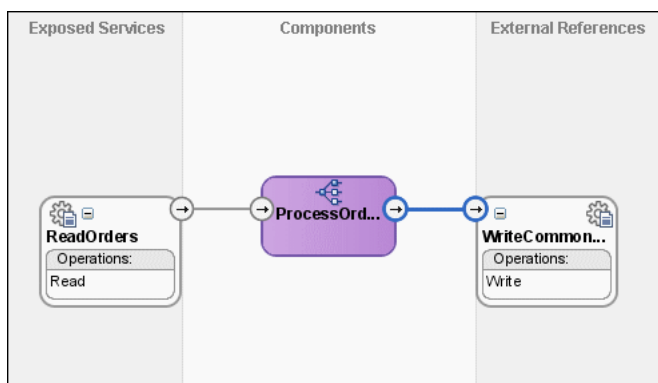 Exposed Services
Components
External References
ReadOrders
Operations:
Read
ProcessOrd...
WriteCommon...
Operations:
Write